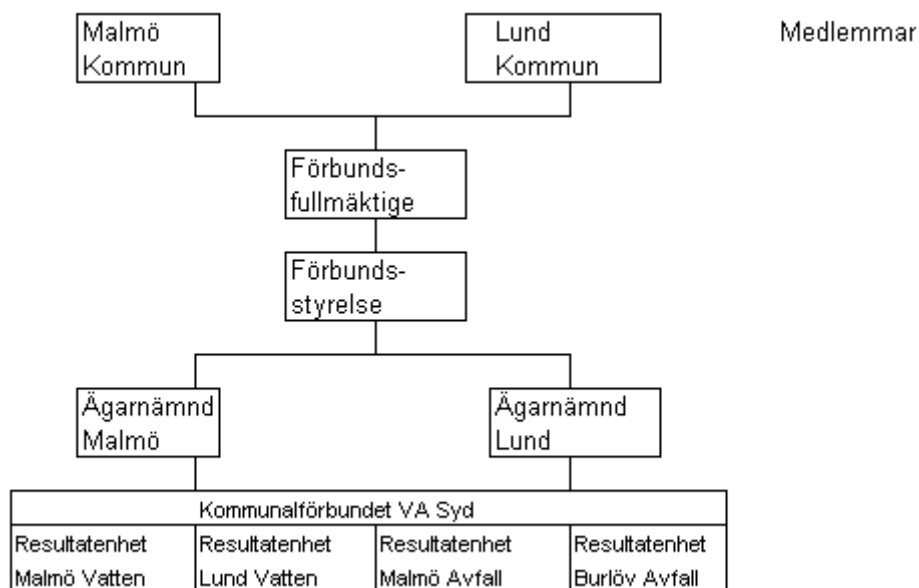 Malmö
Kommun
Lund
Kommun
Medlemmar
Förbunds-
fullmäktige
Förbunds-
styrelse
Ägarnämnd
Malmö
Ägarnämnd
Lund
Kommunalförbundet VA Syd
Resultatenhet
Malmö Vatten
Resultatenhet
Lund Vatten
Resultatenhet
Malmö Avfall
Resultatenhet
Burlöv Avfall